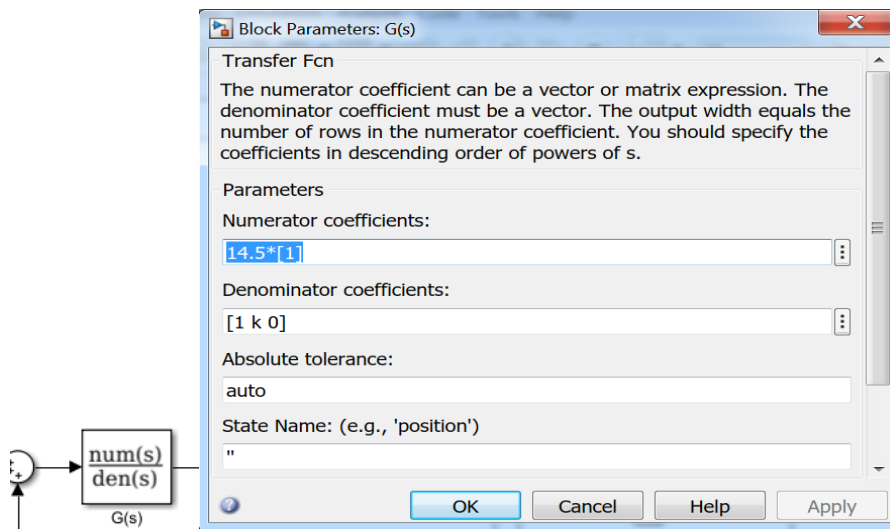 Block Parameters: G(s)
Transfer Fcn
The numerator coefficient can be a vector or matrix expression. The
denominator coefficient must be a vector. The output width equals the
number of rows in the numerator coefficient. You should specify the
coefficients in descending order of powers of s.
Parameters
Numerator coefficients:
14.5*[1]
Denominator coefficients:
[1 k 0]
Absolute tolerance:
auto
State Name: (e.g., 'position')
''
OK Cancel Help Apply
num(s)
den(s)
G(s)